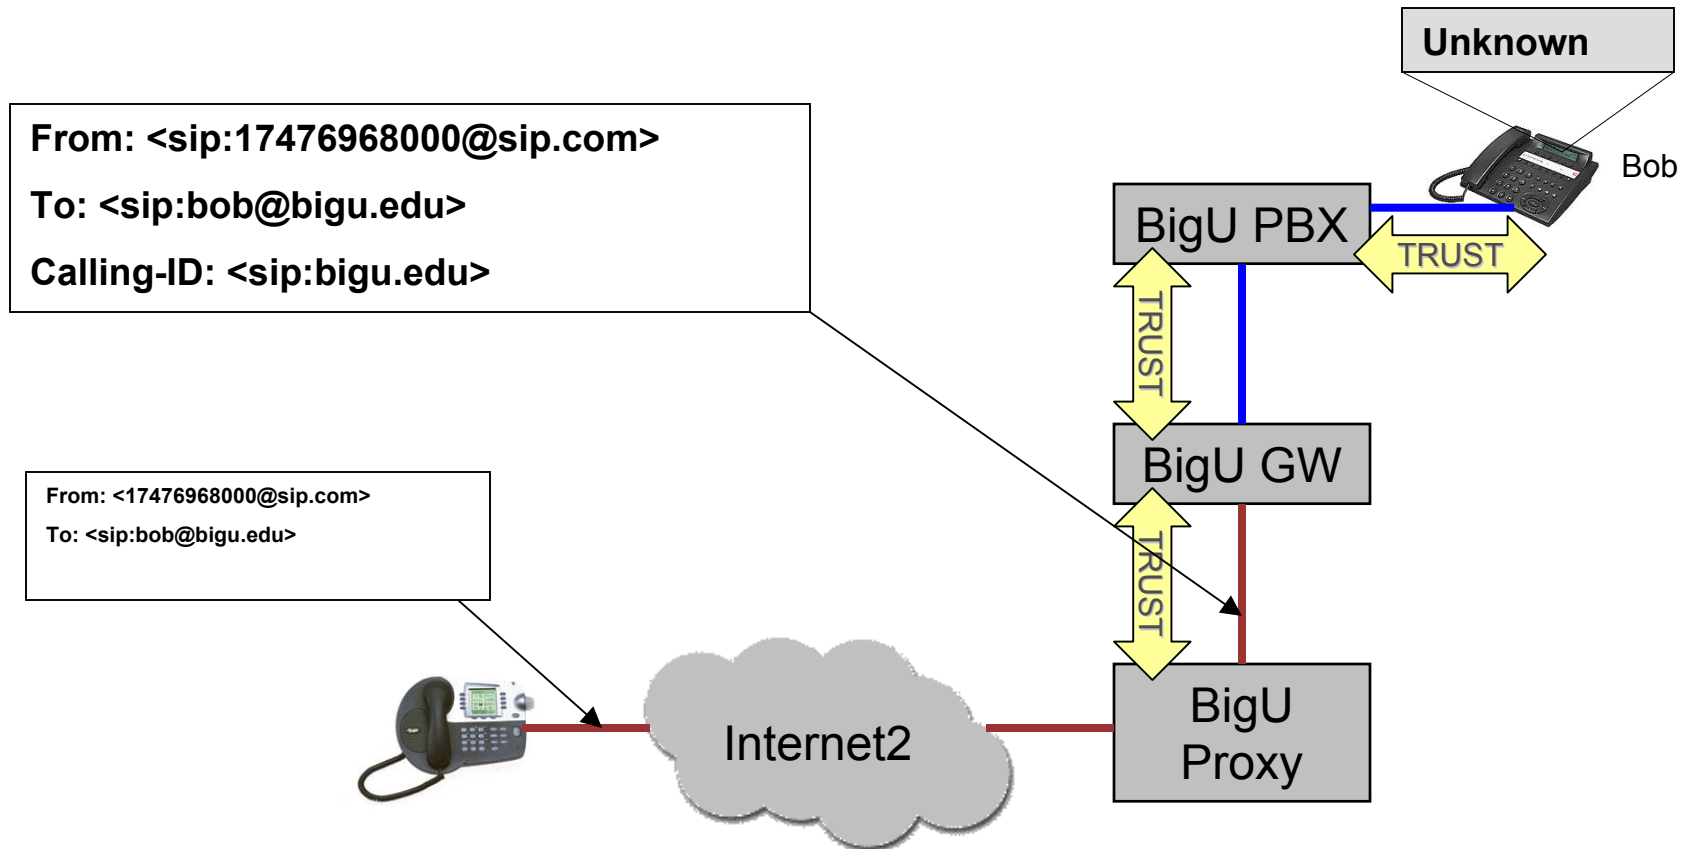 Unknown
From: <sip:17476968000@sip.com>
To: <sip:bob@bigu.edu>
Calling-ID: <sip:bigu.edu>
Bob
BigU PBX
TRUST
TRUST
BigU GW
TRUST
From: <17476968000@sip.com>
To: <sip:bob@bigu.edu>
Internet2
BigU
Proxy